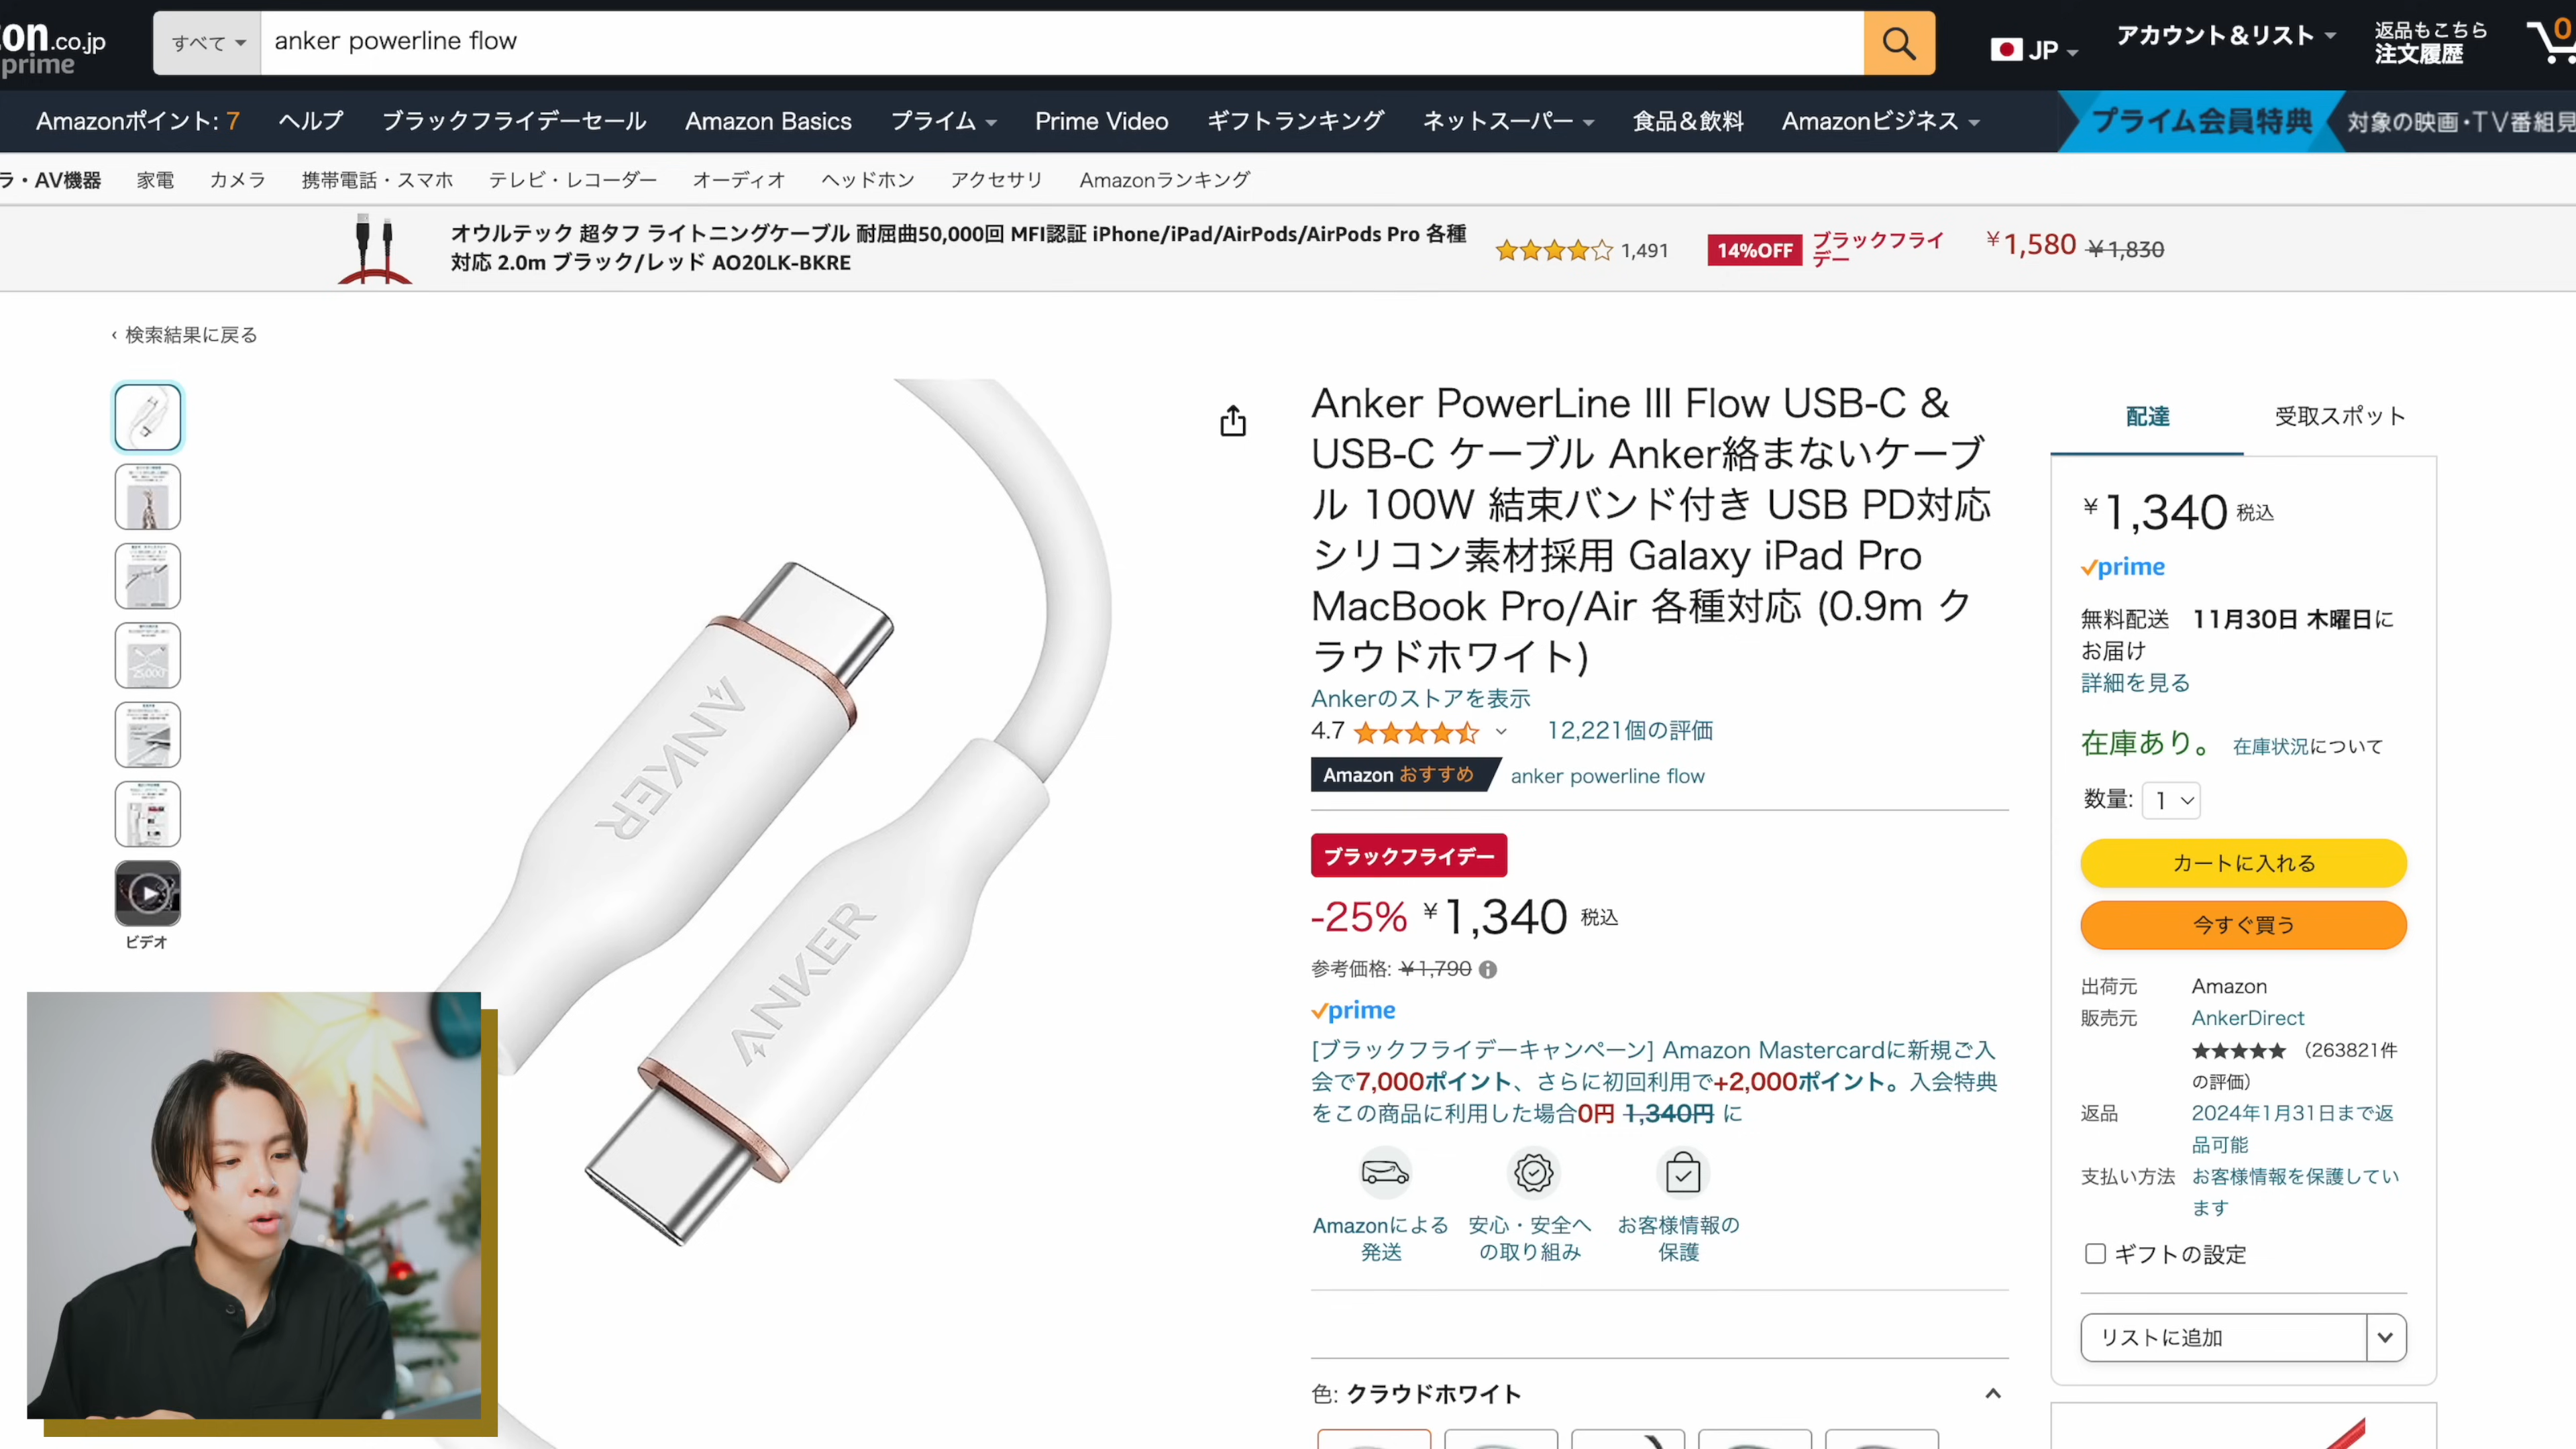 on.co.jp
prime
すべて
anker powerline flow
JP
アカウント＆リスト
返品もこちら
注文履歴
0
Amazonポイント: 7
ヘルプ
ブラックフライデーセール
Amazon Basics
プライム
Prime Video
ギフトランキング
ネットスーパー
食品＆飲料
Amazonビジネス
プライム会員特典
対象の映画・TV番組見
ラ・AV機器
家電
カメラ
携帯電話・スマホ
テレビ・レコーダー
オーディオ
ヘッドホン
アクセサリ
Amazonランキング
オウルテック 超タフ ライトニングケーブル 耐屈曲50,000回 MFI認証 iPhone/iPad/AirPods/AirPods Pro 各種
対応 2.0m ブラック/レッド AO20LK-BKRE
1,491
14%OFF
ブラックフライ
デー
￥1,580 ￥1,830
‹ 検索結果に戻る
25,000
ビデオ
ANKER
ANKER
Anker PowerLine III Flow USB-C &
USB-C ケーブル Anker絡まないケーブ
ル 100W 結束バンド付き USB PD対応
シリコン素材採用 Galaxy iPad Pro
MacBook Pro/Air 各種対応 (0.9m ク
ラウドホワイト)
Ankerのストアを表示
4.7
12,221個の評価
Amazon おすすめ
anker powerline flow
ブラックフライデー
-25% ￥1,340 税込
参考価格: ￥1,790
prime
[ブラックフライデーキャンペーン] Amazon Mastercardに新規ご入
会で7,000ポイント、さらに初回利用で+2,000ポイント。入会特典
をこの商品に利用した場合0円 1,340円 に
Amazonによる
発送
安心・安全へ
の取り組み
お客様情報の
保護
色: クラウドホワイト
配達
受取スポット
￥1,340 税込
prime
無料配送 11月30日 木曜日に
お届け
詳細を見る
在庫あり。 在庫状況について
数量: 1
カートに入れる
今すぐ買う
出荷元 Amazon
販売元 AnkerDirect
★★★★★ （263821件
の評価）
返品 2024年1月31日まで返
品可能
支払い方法 お客様情報を保護してい
ます
ギフトの設定
リストに追加